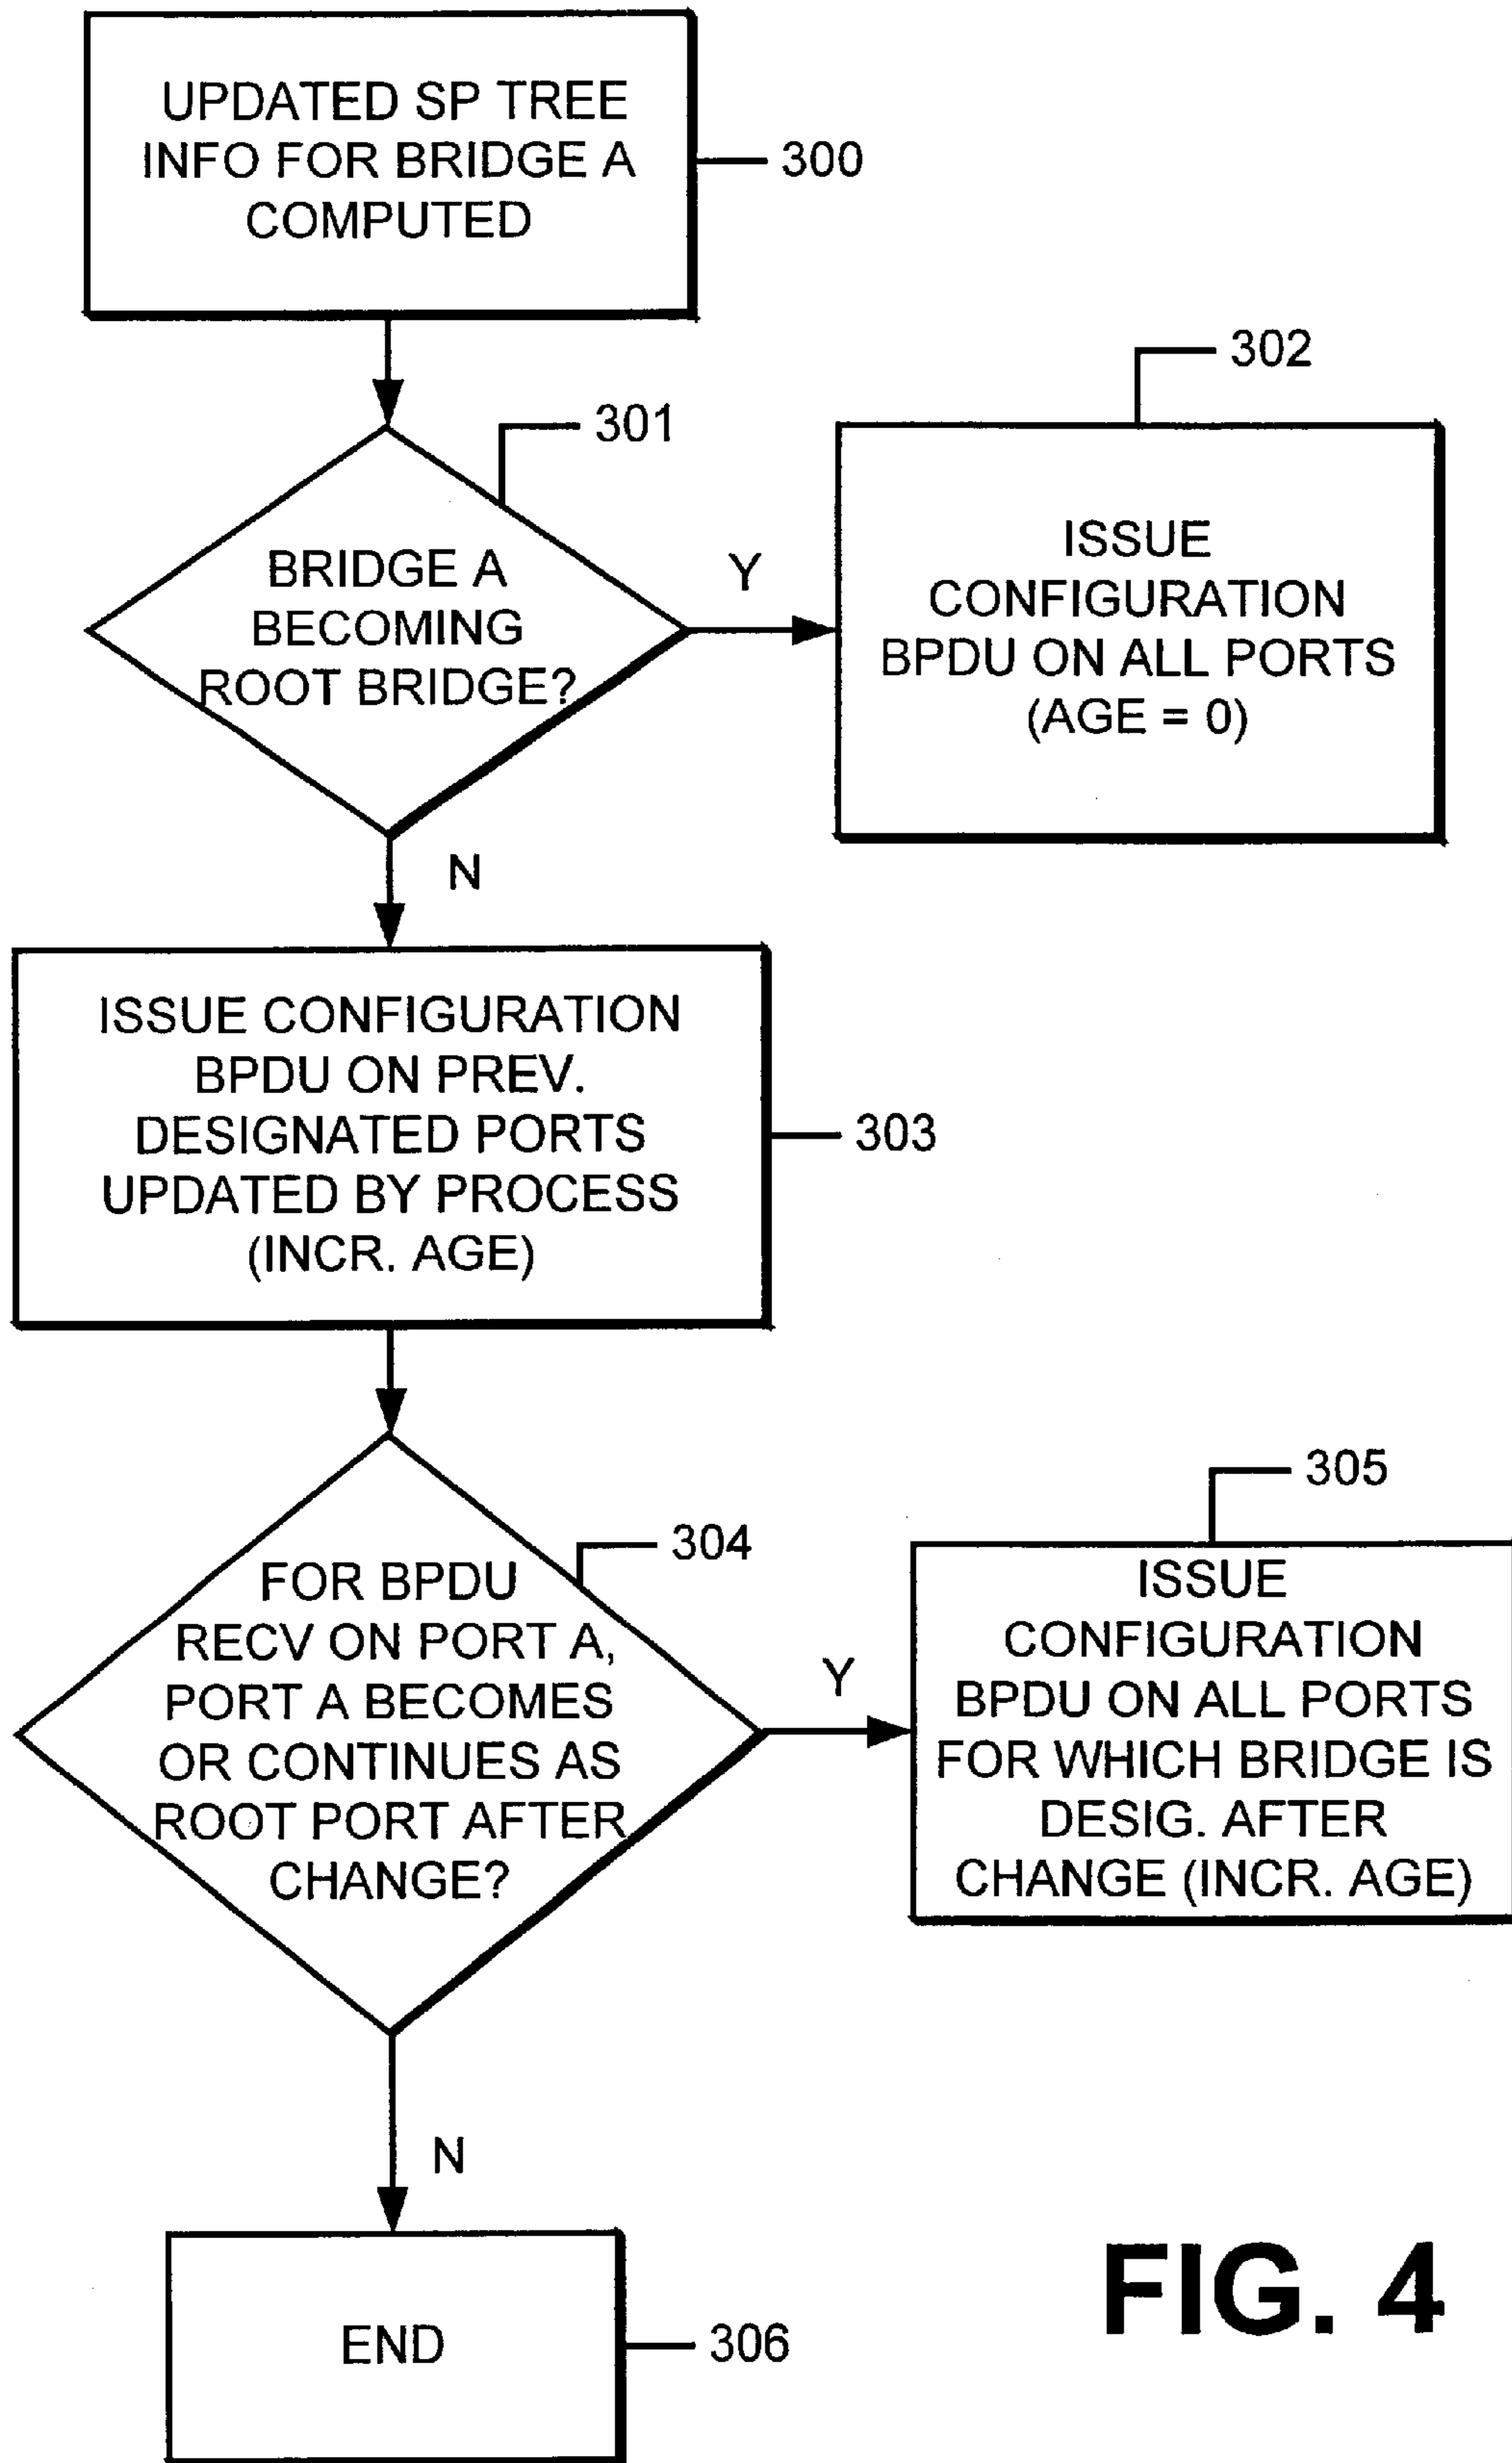 UPDATED SP TREE
INFO FOR BRIDGE A
COMPUTED
300
302
301
BRIDGE A
BECOMING
ROOT BRIDGE?
Y
ISSUE
CONFIGURATION
BPDU ON ALL PORTS
(AGE = 0)
N
ISSUE CONFIGURATION
BPDU ON PREV.
DESIGNATED PORTS
UPDATED BY PROCESS
(INCR. AGE)
303
305
304
FOR BPDU
RECV ON PORT A,
PORT A BECOMES
OR CONTINUES AS
ROOT PORT AFTER
CHANGE?
Y
ISSUE
CONFIGURATION
BPDU ON ALL PORTS
FOR WHICH BRIDGE IS
DESIG. AFTER
CHANGE (INCR. AGE)
N
END
306
FIG. 4